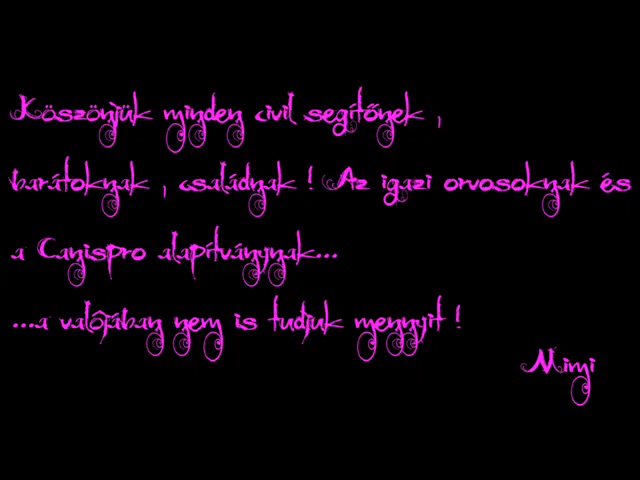 Köszönjük minden civil segítőnek ,
barátoknak , családnak ! Az igazi orvosoknak és
a Canispro alapítványnak...
...a valójában nem is tudjuk mennyit !
Mimi